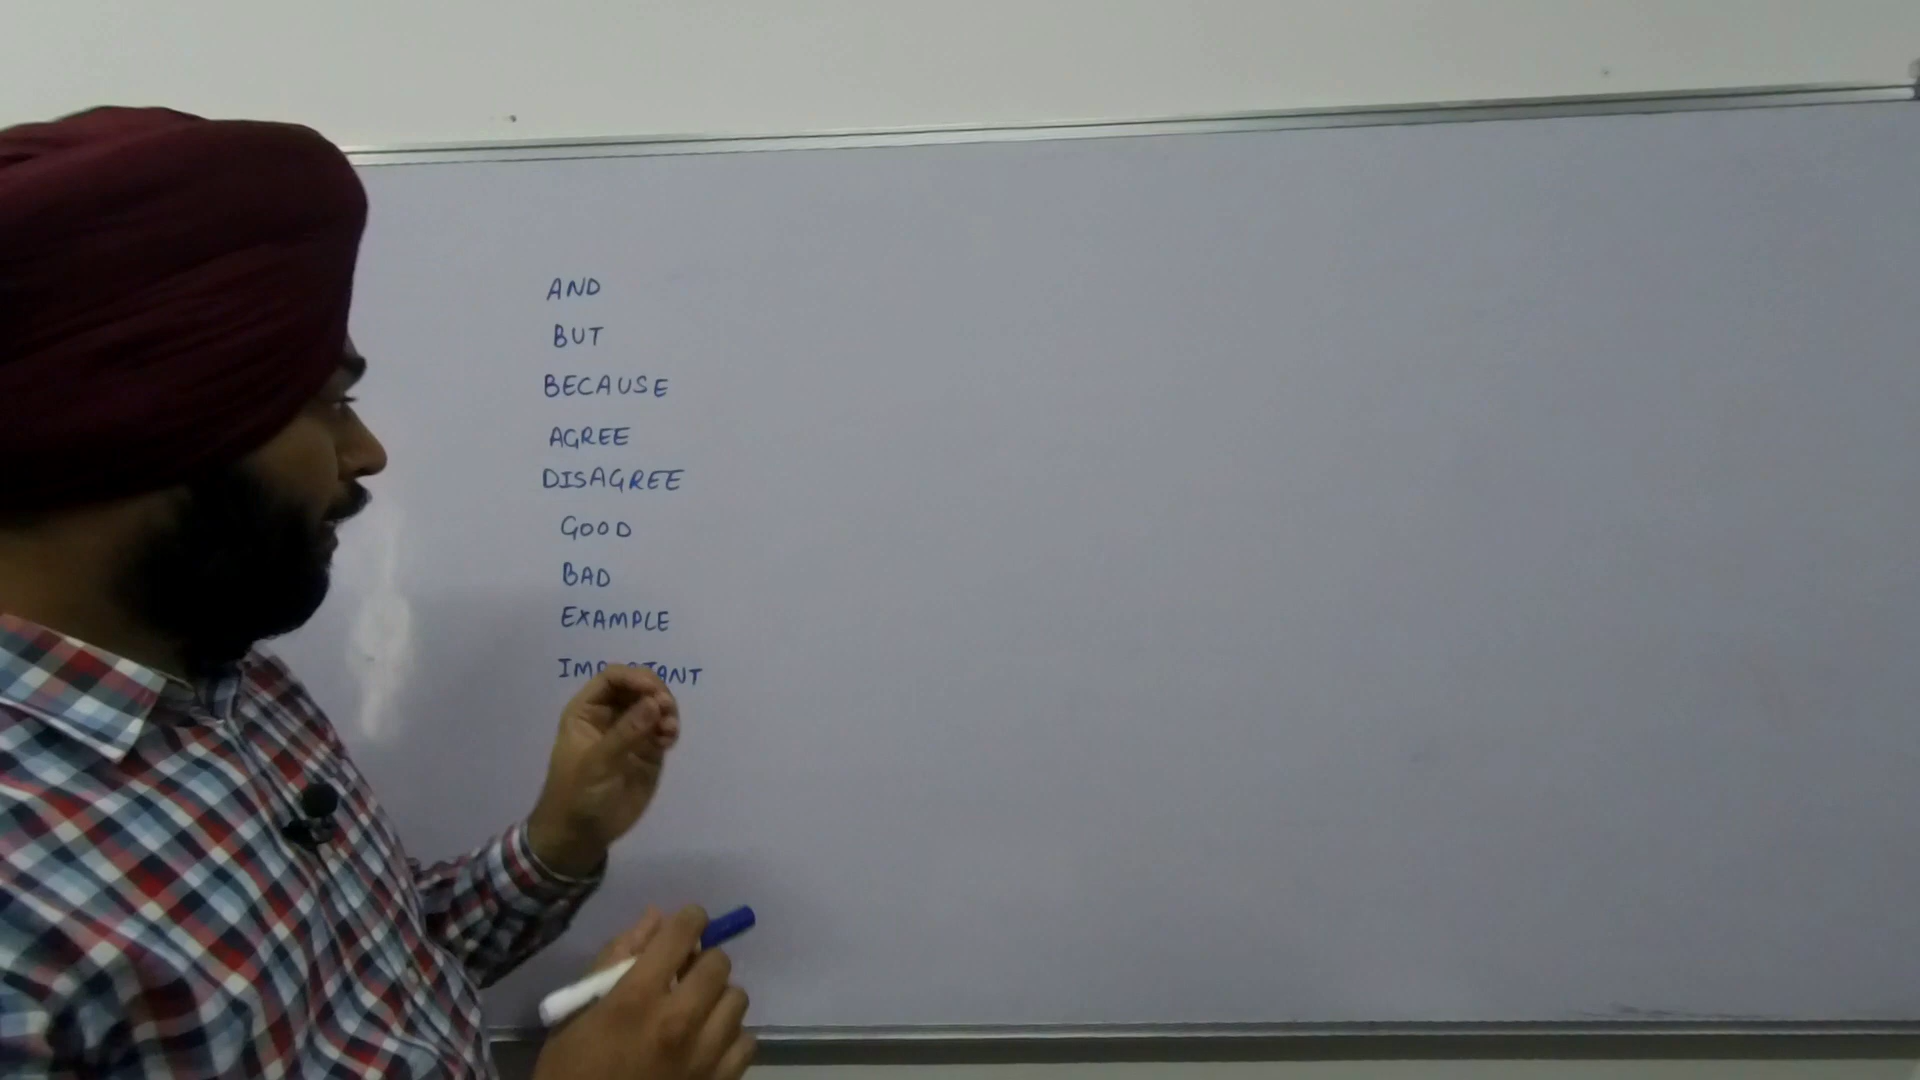 AND
BUT
BECAUSE
AGREE
DISAGREE
GOOD
BAD
EXAMPLE
IMPORTANT